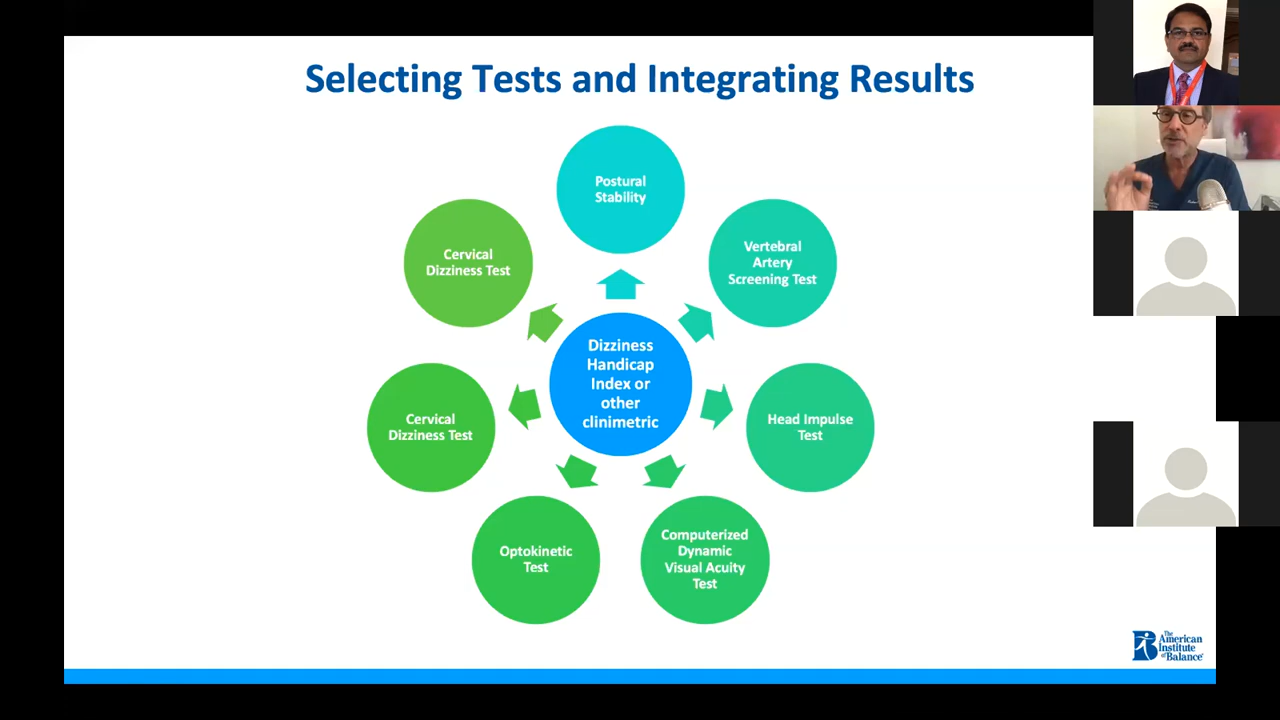 Selecting Tests and Integrating Results
Postural
Stability
Cervical
Dizziness Test
Vertebral
Artery
Screening Test
Dizziness
Handicap
Index or
other
clinimetric
Cervical
Dizziness Test
Head Impulse
Test
Optokinetic
Test
Computerized
Dynamic
Visual Acuity
Test
The
American
Institute
of Balance